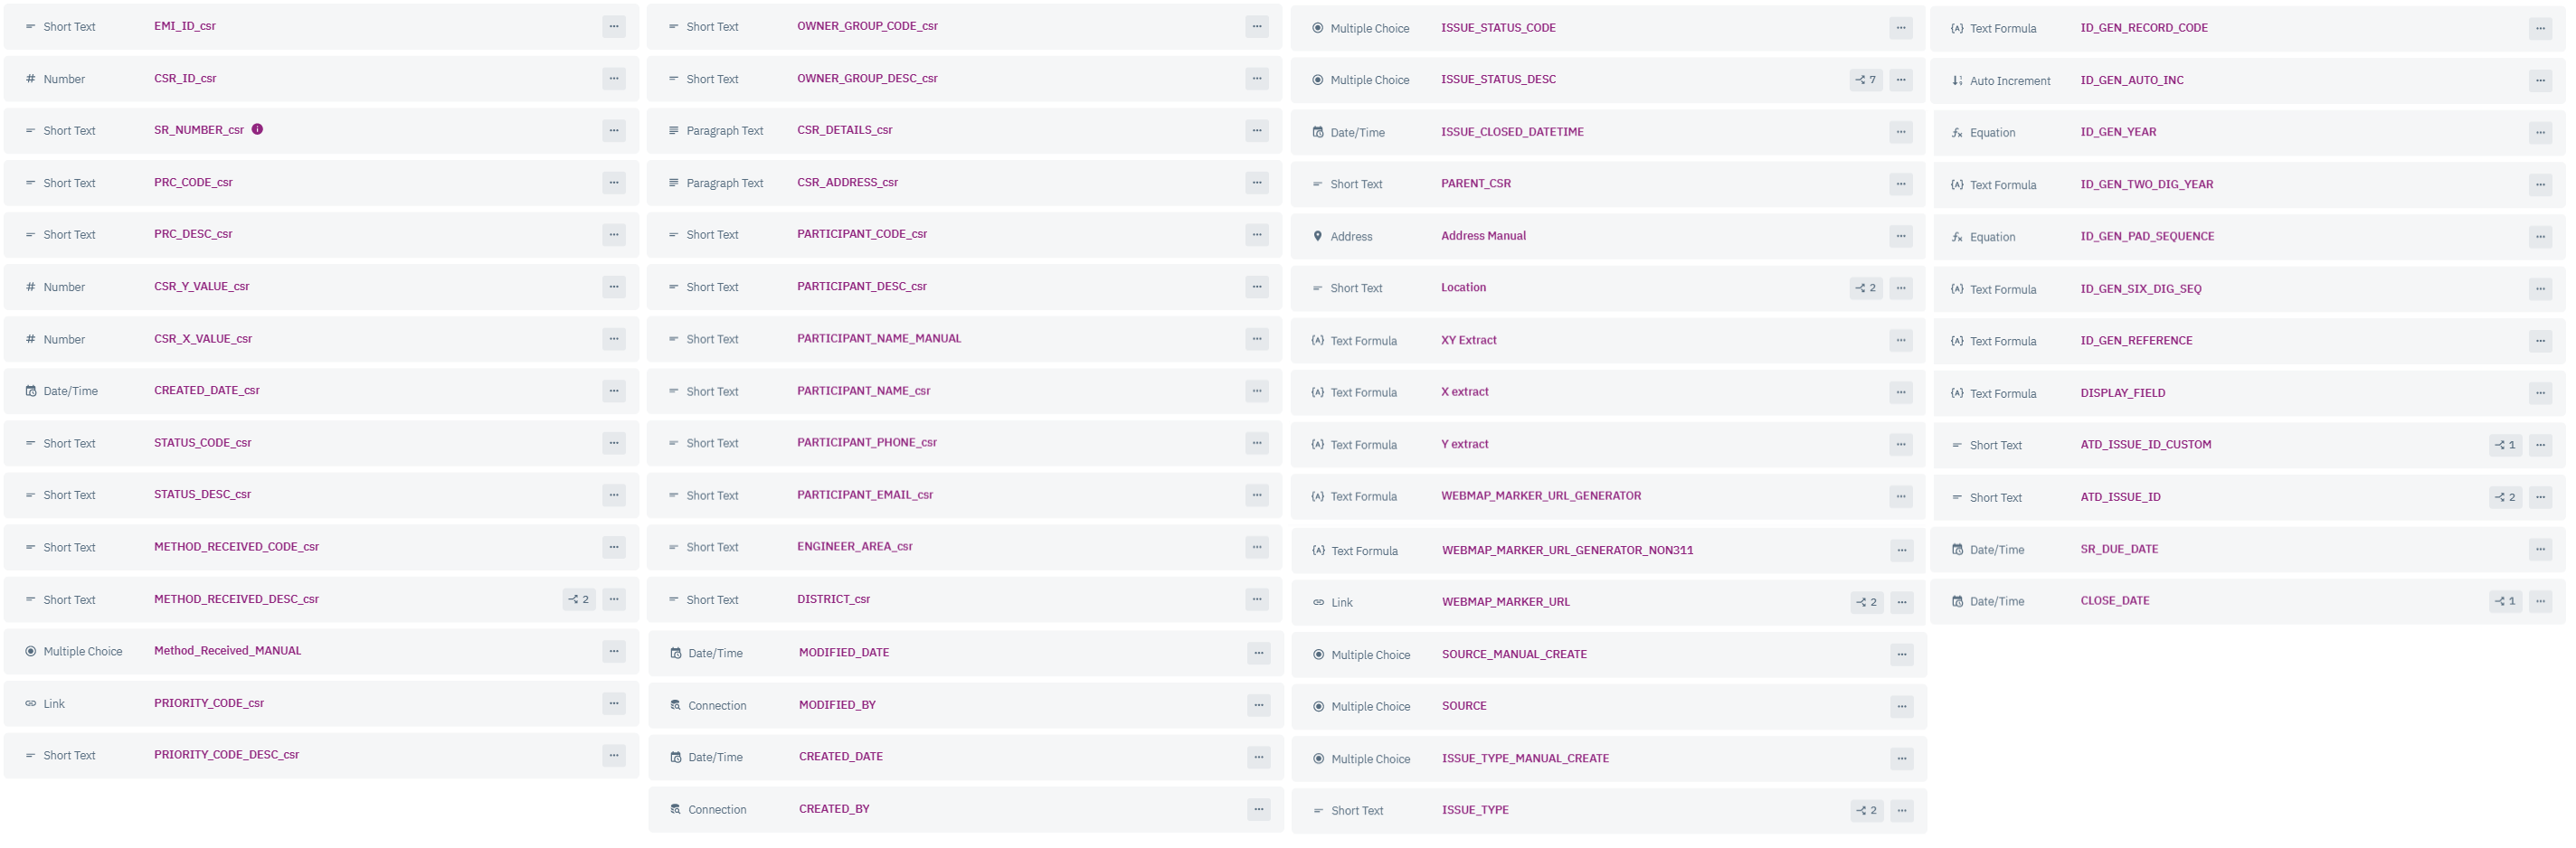 Short Text EMI_ID_csr
Number CSR_ID_csr
Short Text SR_NUMBER_csr
Short Text PRC_CODE_csr
Short Text PRC_DESC_csr
Number CSR_Y_VALUE_csr
Number CSR_X_VALUE_csr
Date/Time CREATED_DATE_csr
Short Text STATUS_CODE_csr
Short Text STATUS_DESC_csr
Short Text METHOD_RECEIVED_CODE_csr
Short Text METHOD_RECEIVED_DESC_csr 2
Multiple Choice Method_Received_MANUAL
Link PRIORITY_CODE_csr
Short Text PRIORITY_CODE_DESC_csr
Short Text OWNER_GROUP_CODE_csr
Short Text OWNER_GROUP_DESC_csr
Paragraph Text CSR_DETAILS_csr
Paragraph Text CSR_ADDRESS_csr
Short Text PARTICIPANT_CODE_csr
Short Text PARTICIPANT_DESC_csr
Short Text PARTICIPANT_NAME_MANUAL
Short Text PARTICIPANT_NAME_csr
Short Text PARTICIPANT_PHONE_csr
Short Text PARTICIPANT_EMAIL_csr
Short Text ENGINEER_AREA_csr
Short Text DISTRICT_csr
Date/Time MODIFIED_DATE
Connection MODIFIED_BY
Date/Time CREATED_DATE
Connection CREATED_BY
Multiple Choice ISSUE_STATUS_CODE
Multiple Choice ISSUE_STATUS_DESC 7
Date/Time ISSUE_CLOSED_DATETIME
Short Text PARENT_CSR
Address Address Manual
Short Text Location 2
Text Formula XY Extract
Text Formula X extract
Text Formula Y extract
Text Formula WEBMAP_MARKER_URL_GENERATOR
Text Formula WEBMAP_MARKER_URL_GENERATOR_NON311
Link WEBMAP_MARKER_URL 2
Multiple Choice SOURCE_MANUAL_CREATE
Multiple Choice SOURCE
Multiple Choice ISSUE_TYPE_MANUAL_CREATE
Short Text ISSUE_TYPE 2
Text Formula ID_GEN_RECORD_CODE
Auto Increment ID_GEN_AUTO_INC
Equation ID_GEN_YEAR
Text Formula ID_GEN_TWO_DIG_YEAR
Equation ID_GEN_PAD_SEQUENCE
Text Formula ID_GEN_SIX_DIG_SEQ
Text Formula ID_GEN_REFERENCE
Text Formula DISPLAY_FIELD
Short Text ATD_ISSUE_ID_CUSTOM 1
Short Text ATD_ISSUE_ID 2
Date/Time SR_DUE_DATE
Date/Time CLOSE_DATE 1